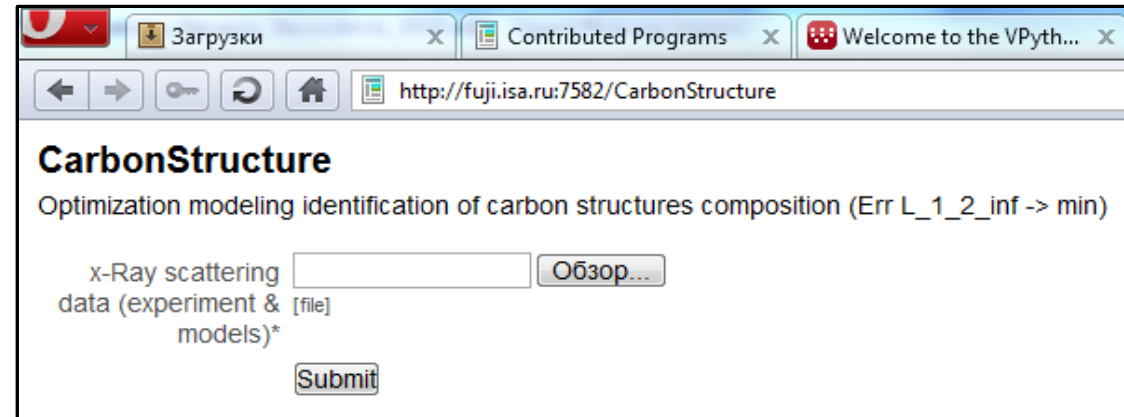 Загрузки Contributed Programs Welcome to the VPyth...
http://fuji.isa.ru:7582/CarbonStructure
CarbonStructure
Optimization modeling identification of carbon structures composition (Err L_1_2_inf -> min)
x-Ray scattering Обзор...
data (experiment & [file]
models)*
Submit